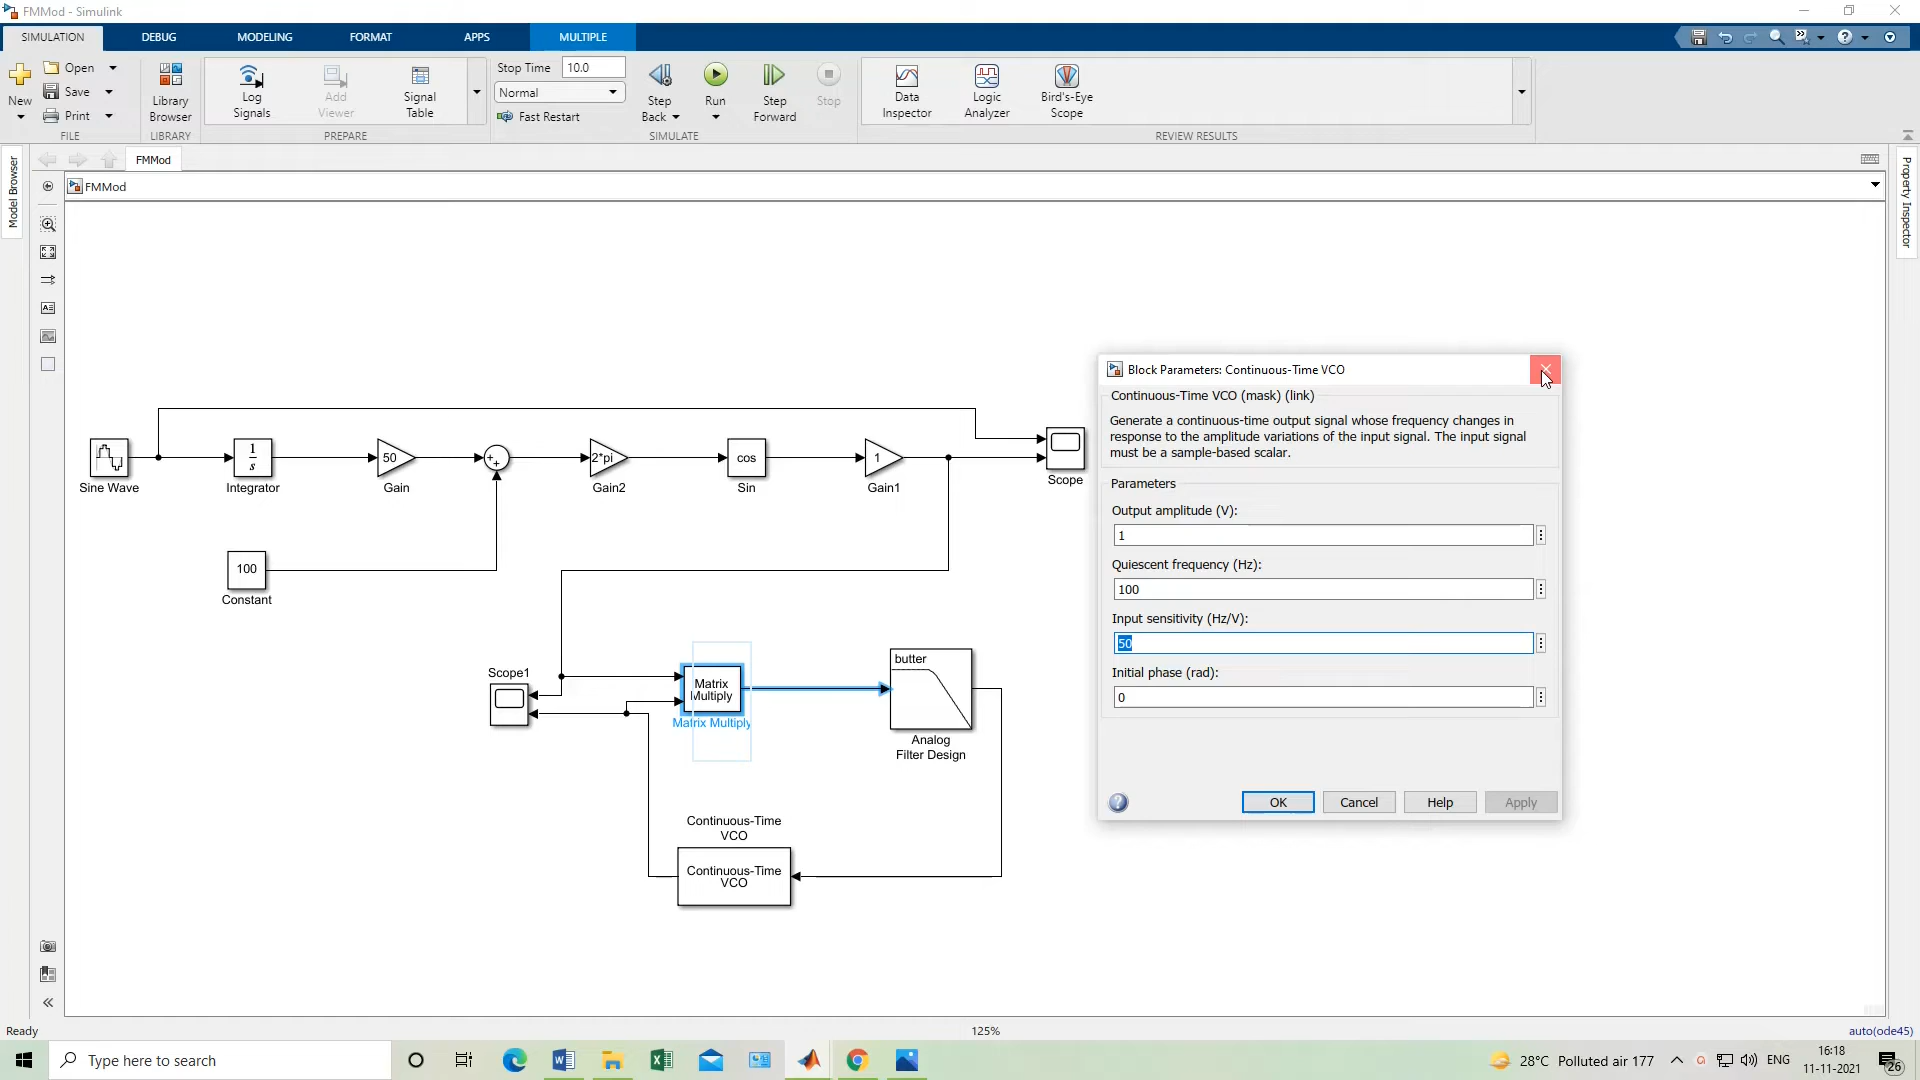 FMMod - Simulink
SIMULATION DEBUG MODELING FORMAT APPS MULTIPLE
New
Open
Save
Print
FILE
Library
Browser
LIBRARY
Log
Signals
Add
Viewer
Signal
Table
PREPARE
Stop Time 10.0
Normal
Fast Restart
Step
Back
Run
Step
Forward
Stop
SIMULATE
Data
Inspector
Logic
Analyzer
Bird's-Eye
Scope
REVIEW RESULTS
Model Browser
FMMod
FMMod
Property Inspector
Sine Wave
1
s
Integrator
50
Gain
2*pi
Gain2
cos
Sin
1
Gain1
Scope
100
Constant
Scope1
Matrix
Multiply
Matrix Multiply
butter
Analog
Filter Design
Continuous-Time
VCO
Continuous-Time
VCO
Block Parameters: Continuous-Time VCO
Continuous-Time VCO (mask) (link)
Generate a continuous-time output signal whose frequency changes in
response to the amplitude variations of the input signal. The input signal
must be a sample-based scalar.
Parameters
Output amplitude (V):
1
Quiescent frequency (Hz):
100
Input sensitivity (Hz/V):
50
Initial phase (rad):
0
OK Cancel Help Apply
Ready 125% auto(ode45)
Type here to search
28°C Polluted air 177
ENG
16:18
11-11-2021
26